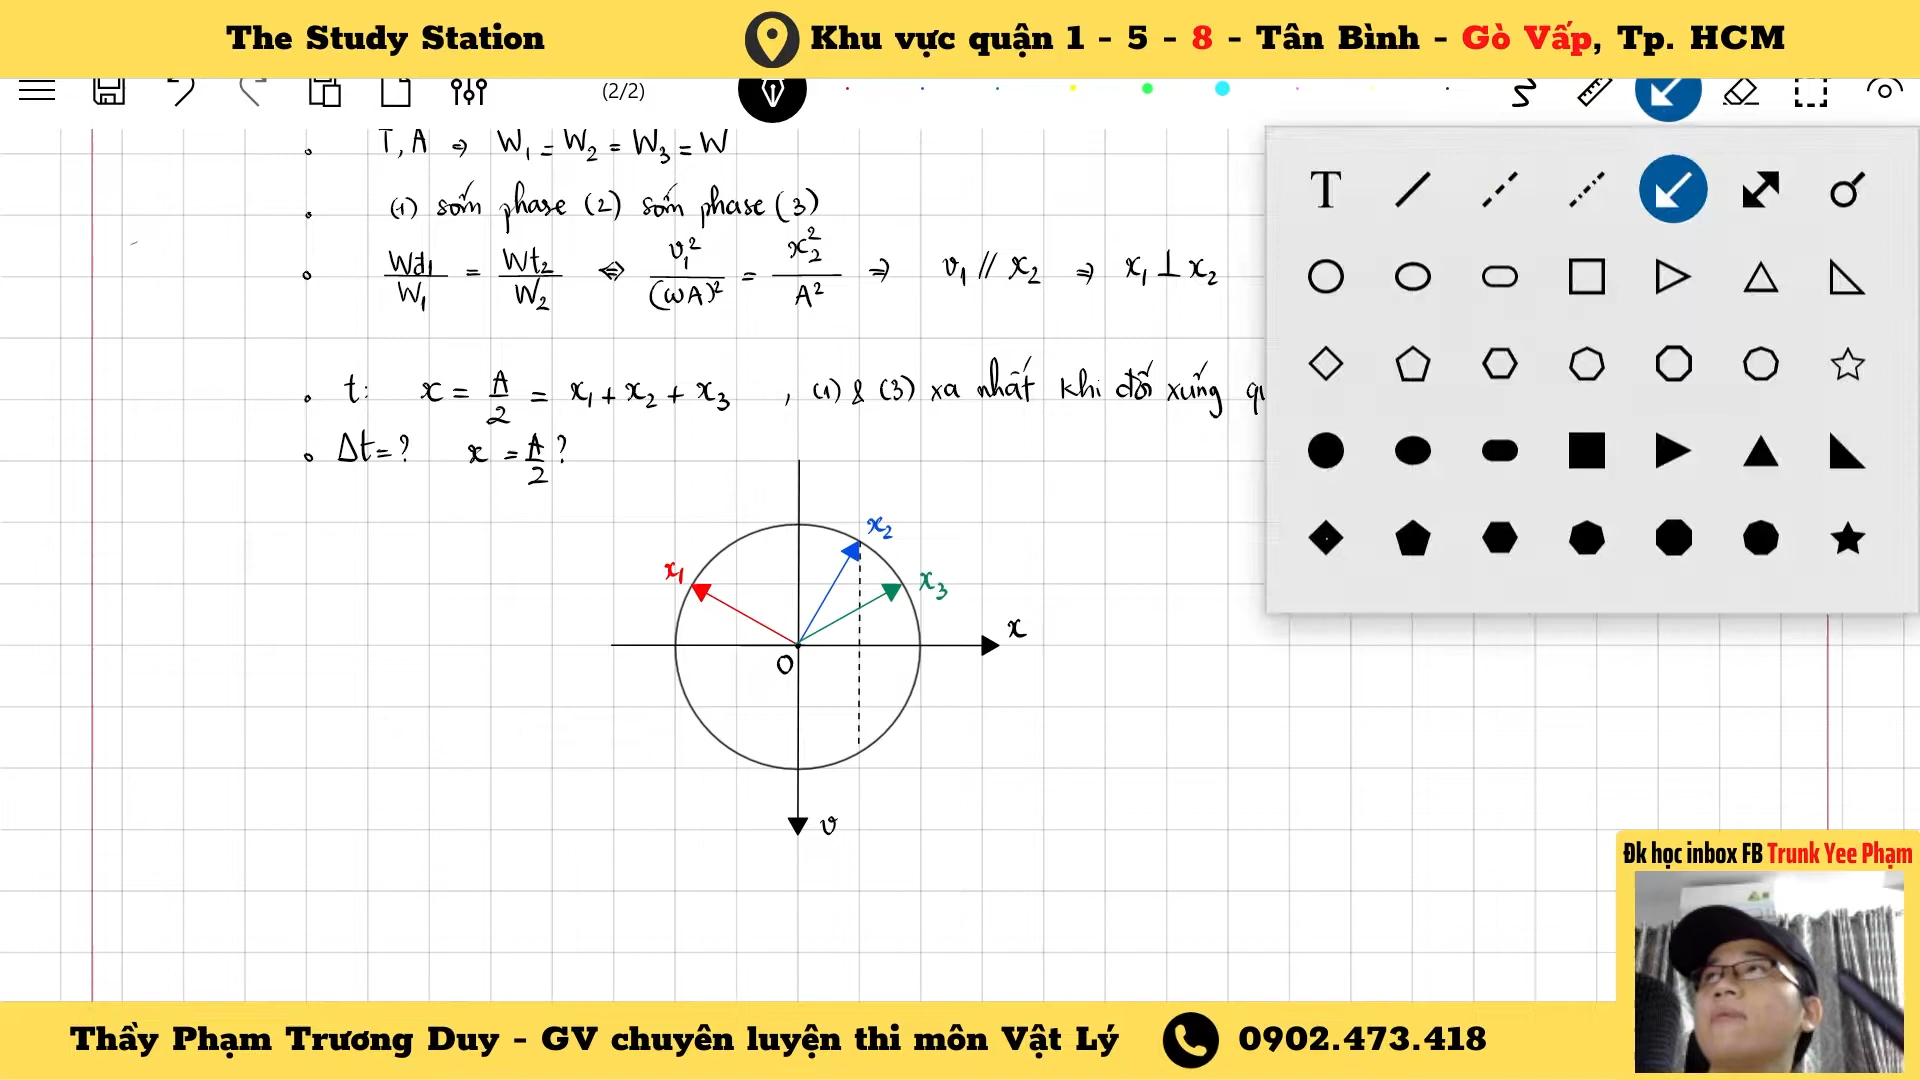 The Study Station
Khu vực quận 1 - 5 - 8 - Tân Bình - Gò Vấp, Tp. HCM
(2/2)
T
• T, A ⇒ W₁ = W₂ = W₃ = W
• (1) sớm phase (2) sớm phase (3)
• Wđ₁/W₁ = Wt₂/W₂ ⇔ v₁²/(ωA)² = x₂²/A² ⇒ v₁ // x₂ ⇒ x₁ ⊥ x₂
• t: x = A/2 = x₁ + x₂ + x₃ , (1) & (3) xa nhất khi đối xứng
• Δt = ? x = A/2 ?
x₂
x₁
x₃
x
O
v
Đk học inbox FB Trunk Yee Phạm
Thầy Phạm Trương Duy - GV chuyên luyện thi môn Vật Lý
0902.473.418